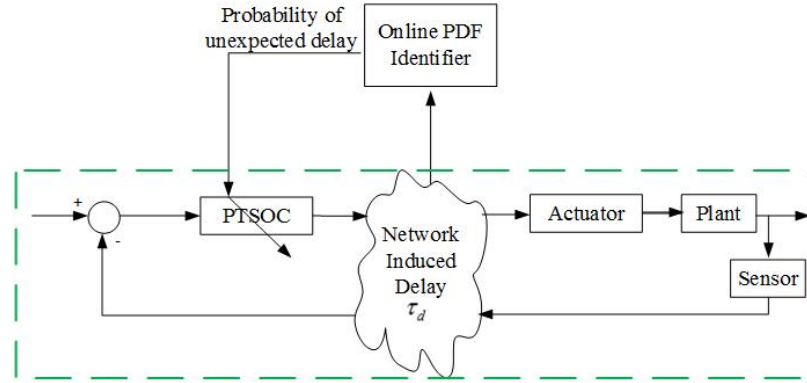 Probability of
unexpected delay
Online PDF
Identifier
+
-
PTSOC
Network
Induced
Delay
τd
Actuator
Plant
Sensor